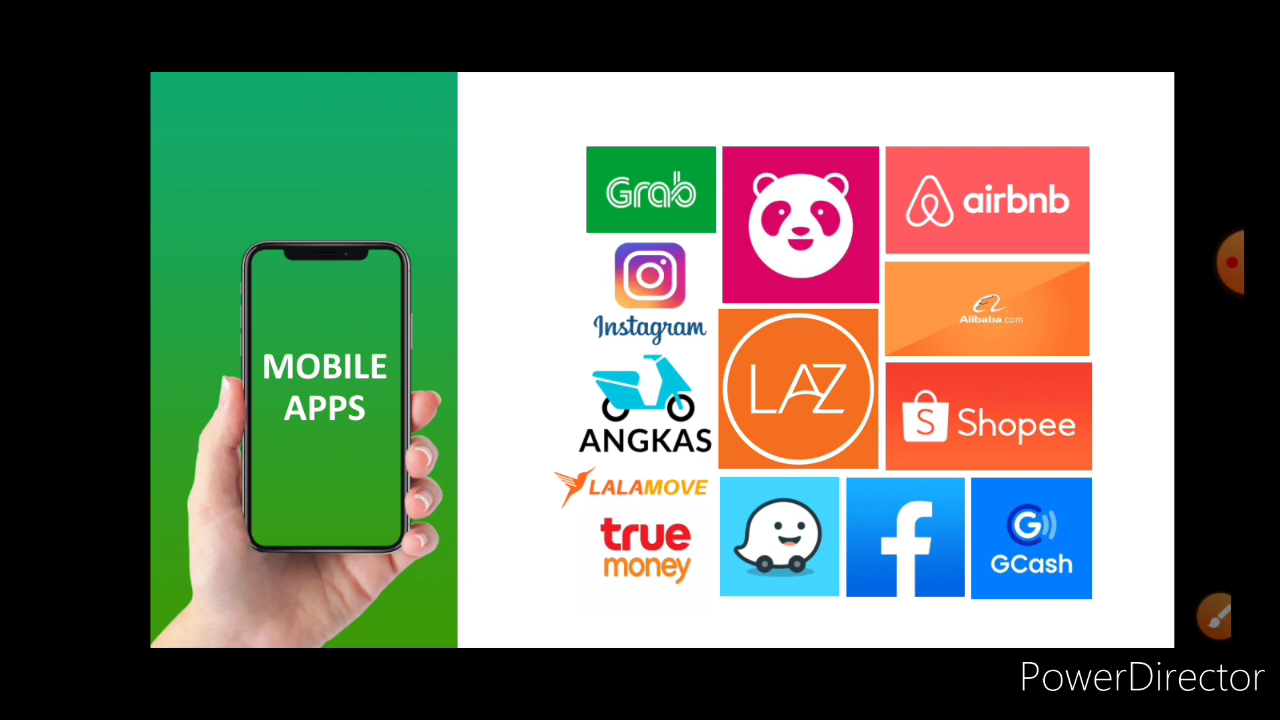 MOBILE
APPS
Grab
Instagram
ANGKAS
LALAMOVE
true
money
LAZ
airbnb
Alibaba.com
S
Shopee
f
G
GCash
PowerDirector